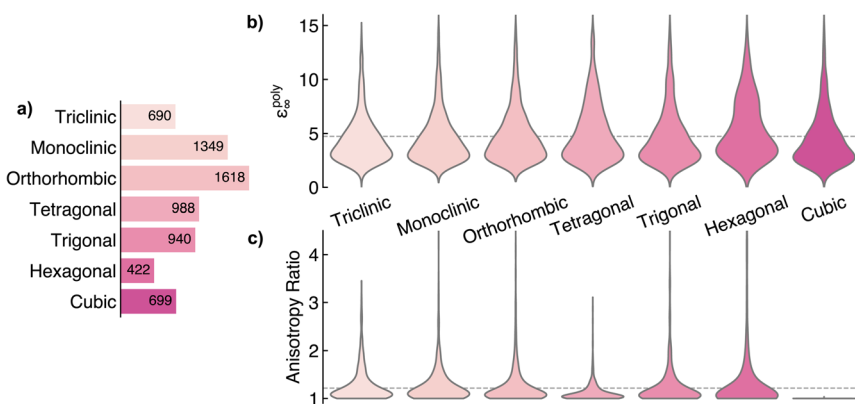 a)
Triclinic 690
Monoclinic 1349
Orthorhombic 1618
Tetragonal 988
Trigonal 940
Hexagonal 422
Cubic 699
b)
ε∞poly
15
10
5
0
Triclinic Monoclinic Orthorhombic Tetragonal Trigonal Hexagonal Cubic
c)
Anisotropy Ratio
4
3
2
1